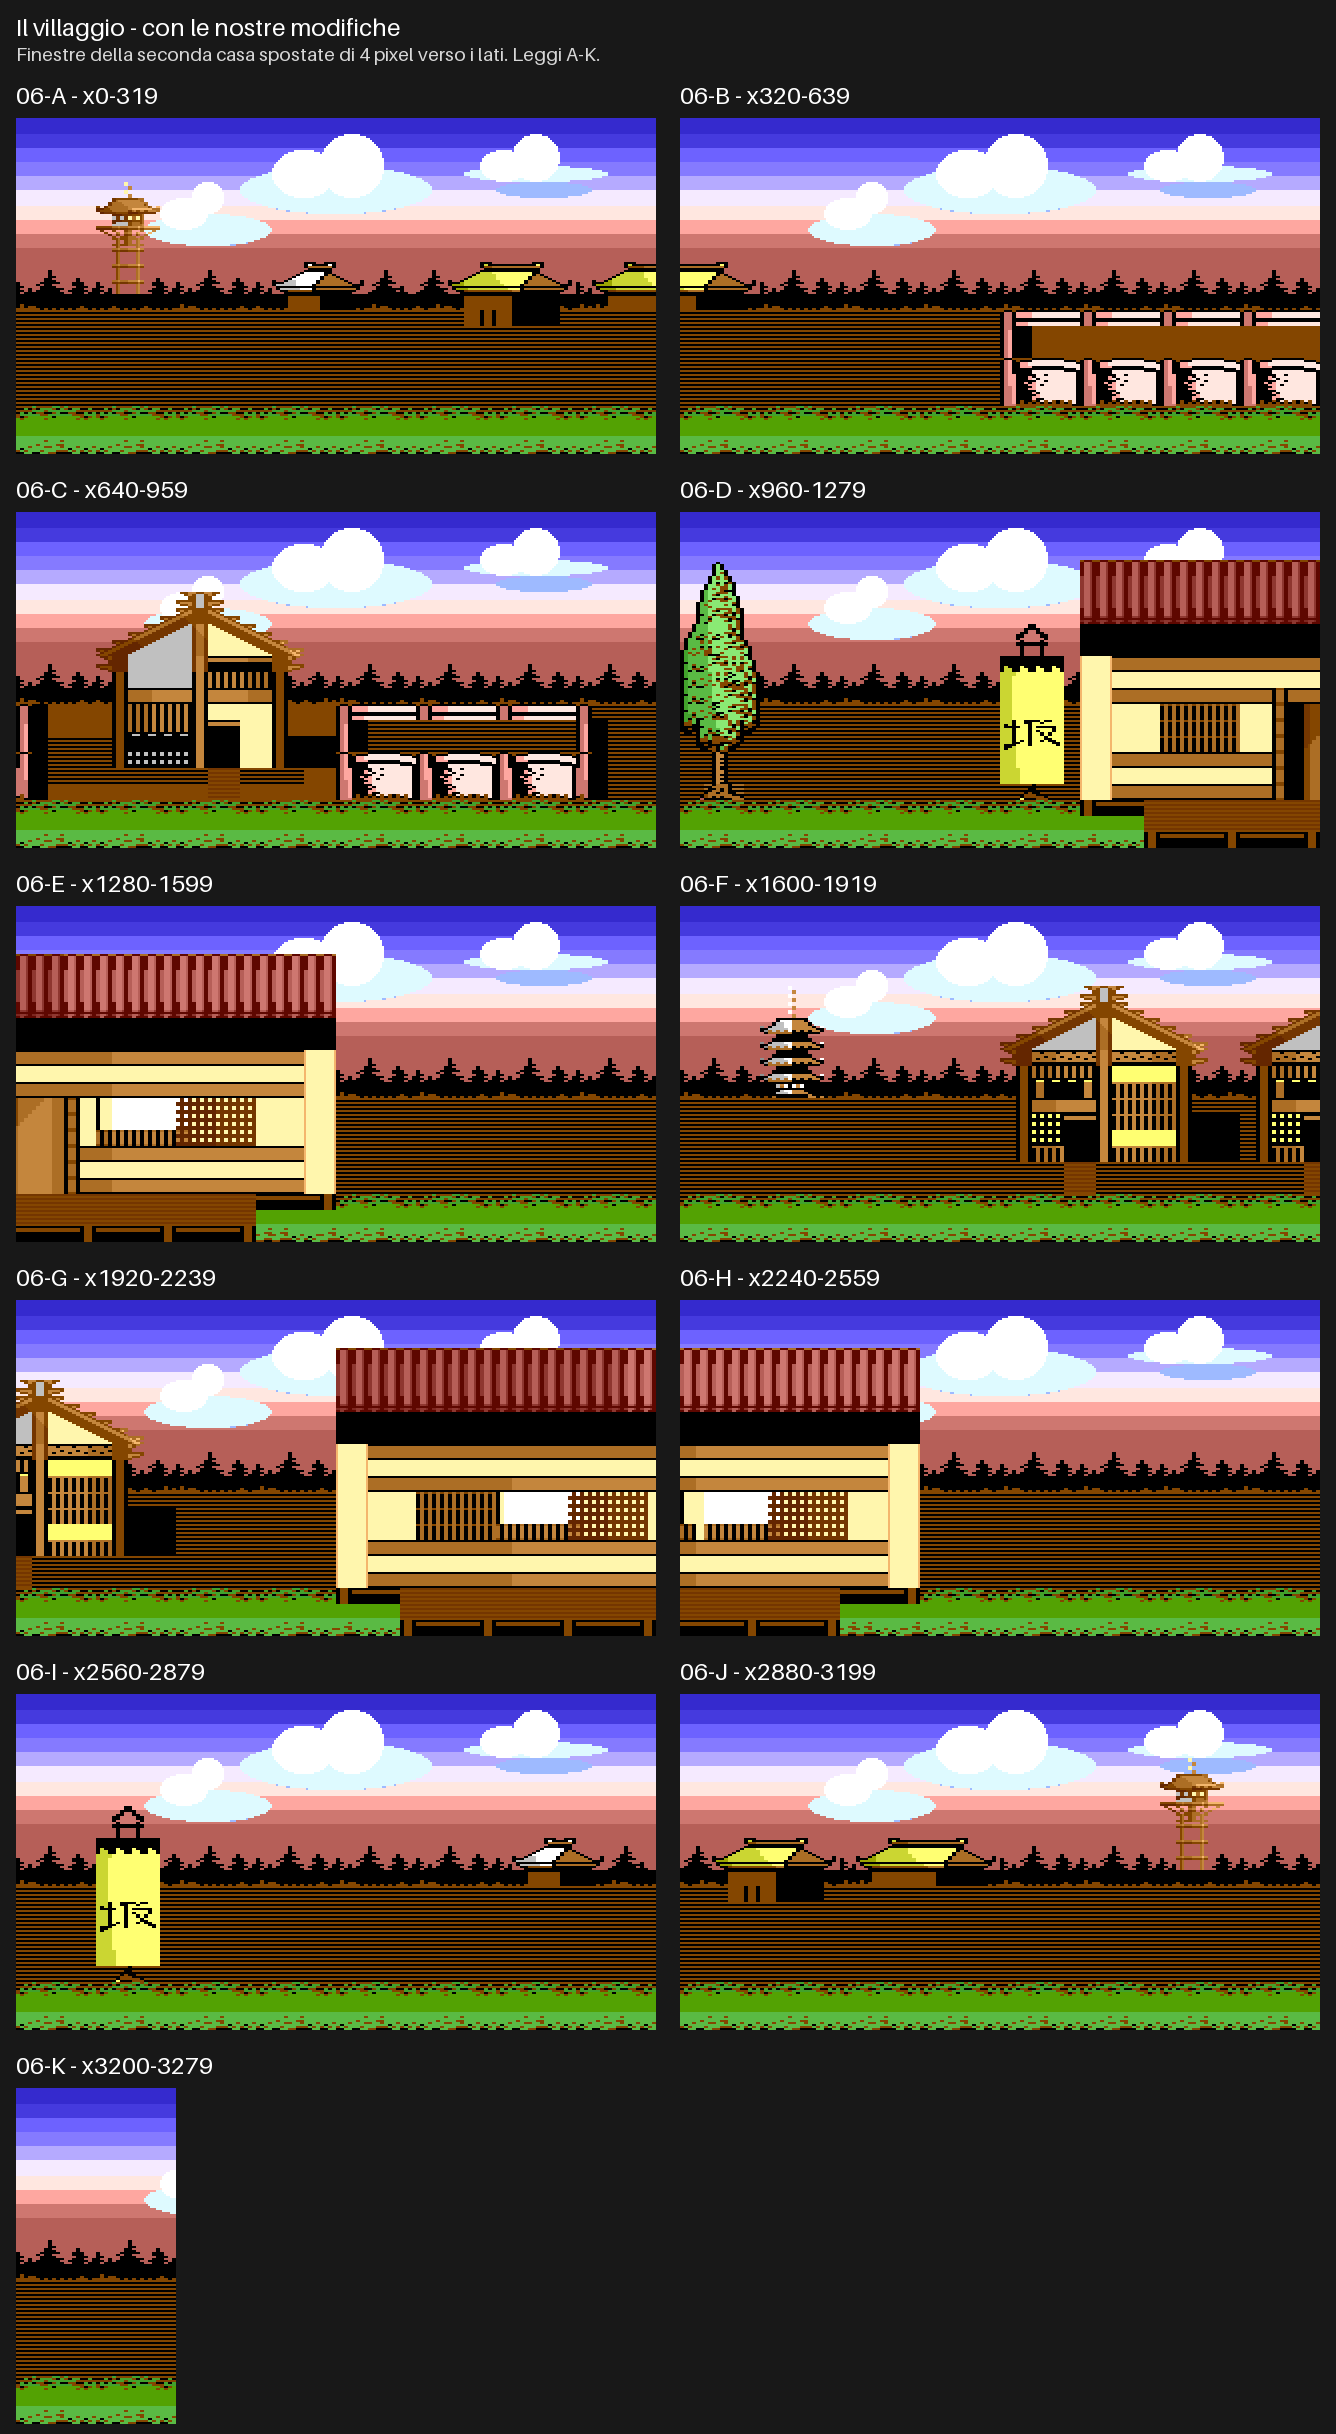 Il villaggio - con le nostre modifiche
Finestre della seconda casa spostate di 4 pixel verso i lati. Leggi A-K.
06-A - x0-319
06-B - x320-639
06-C - x640-959
06-D - x960-1279
06-E - x1280-1599
06-F - x1600-1919
06-G - x1920-2239
06-H - x2240-2559
06-I - x2560-2879
06-J - x2880-3199
06-K - x3200-3279